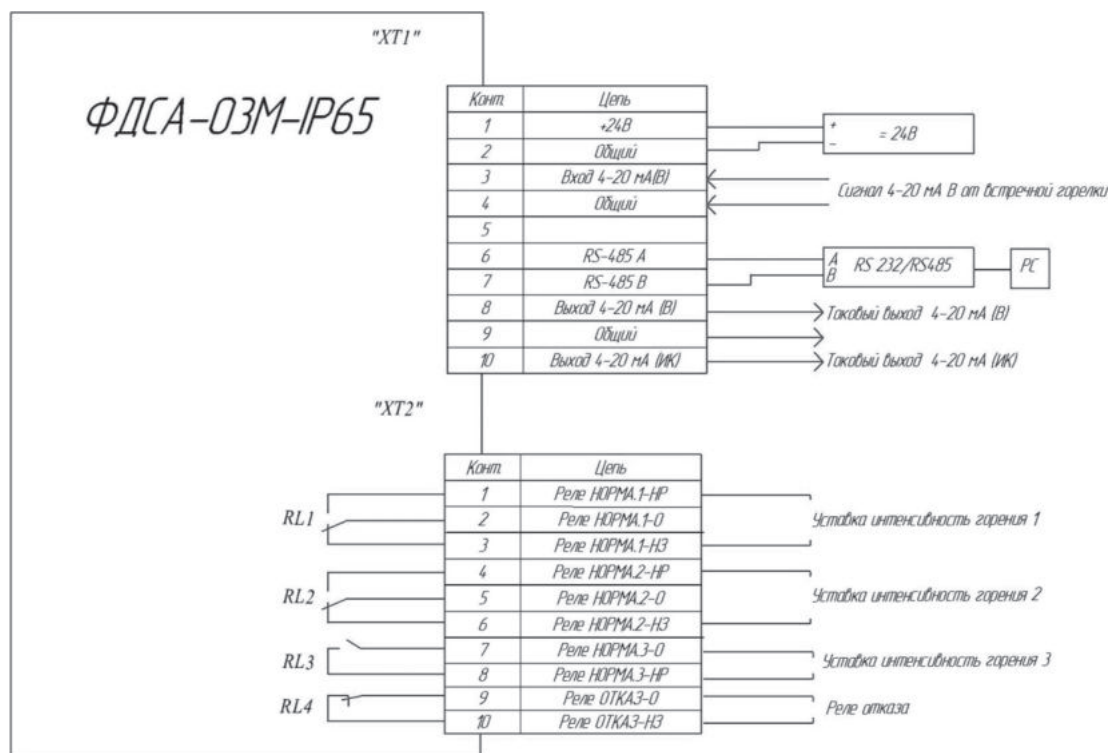 "XT1"
ФДСА-03М-IP65
Конт. Цепь
1 +24В
2 Общий
3 Вход 4-20 мА(В)
4 Общий
5
6 RS-485 A
7 RS-485 B
8 Выход 4-20 мА (В)
9 Общий
10 Выход 4-20 мА (ИК)
+ = 24В
–
Сигнал 4-20 мА В от встречной горелки
A RS 232/RS485 PC
B
Токовый выход 4-20 мА (В)
Токовый выход 4-20 мА (ИК)
"XT2"
Конт. Цепь
1 Реле НОРМА.1-НР
2 Реле НОРМА.1-О
3 Реле НОРМА.1-НЗ
4 Реле НОРМА.2-НР
5 Реле НОРМА.2-О
6 Реле НОРМА.2-НЗ
7 Реле НОРМА.3-О
8 Реле НОРМА.3-НР
9 Реле ОТКАЗ-О
10 Реле ОТКАЗ-НЗ
RL1
RL2
RL3
RL4
Уставка интенсивность горения 1
Уставка интенсивность горения 2
Уставка интенсивность горения 3
Реле отказа